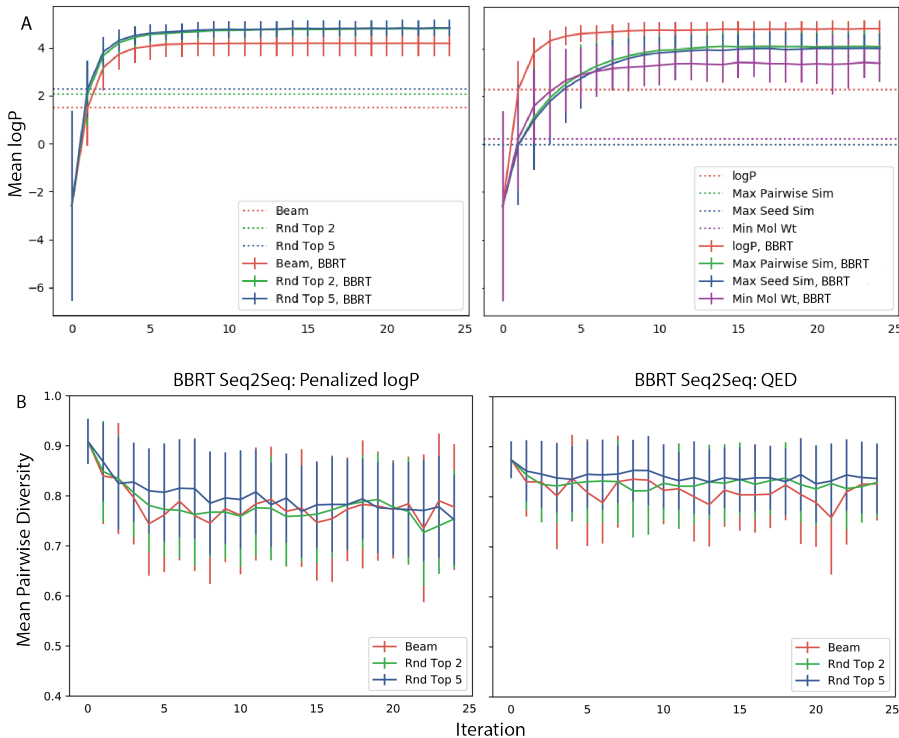 A
Mean logP
4
2
0
−2
−4
−6
Beam
Rnd Top 2
Rnd Top 5
Beam, BBRT
Rnd Top 2, BBRT
Rnd Top 5, BBRT
0 5 10 15 20 25
logP
Max Pairwise Sim
Max Seed Sim
Min Mol Wt
logP, BBRT
Max Pairwise Sim, BBRT
Max Seed Sim, BBRT
Min Mol Wt, BBRT
0 5 10 15 20 25
B
BBRT Seq2Seq: Penalized logP
Mean Pairwise Diversity
1.0
0.9
0.8
0.7
0.6
0.5
0.4
Beam
Rnd Top 2
Rnd Top 5
0 5 10 15 20 25
BBRT Seq2Seq: QED
Beam
Rnd Top 2
Rnd Top 5
0 5 10 15 20 25
Iteration